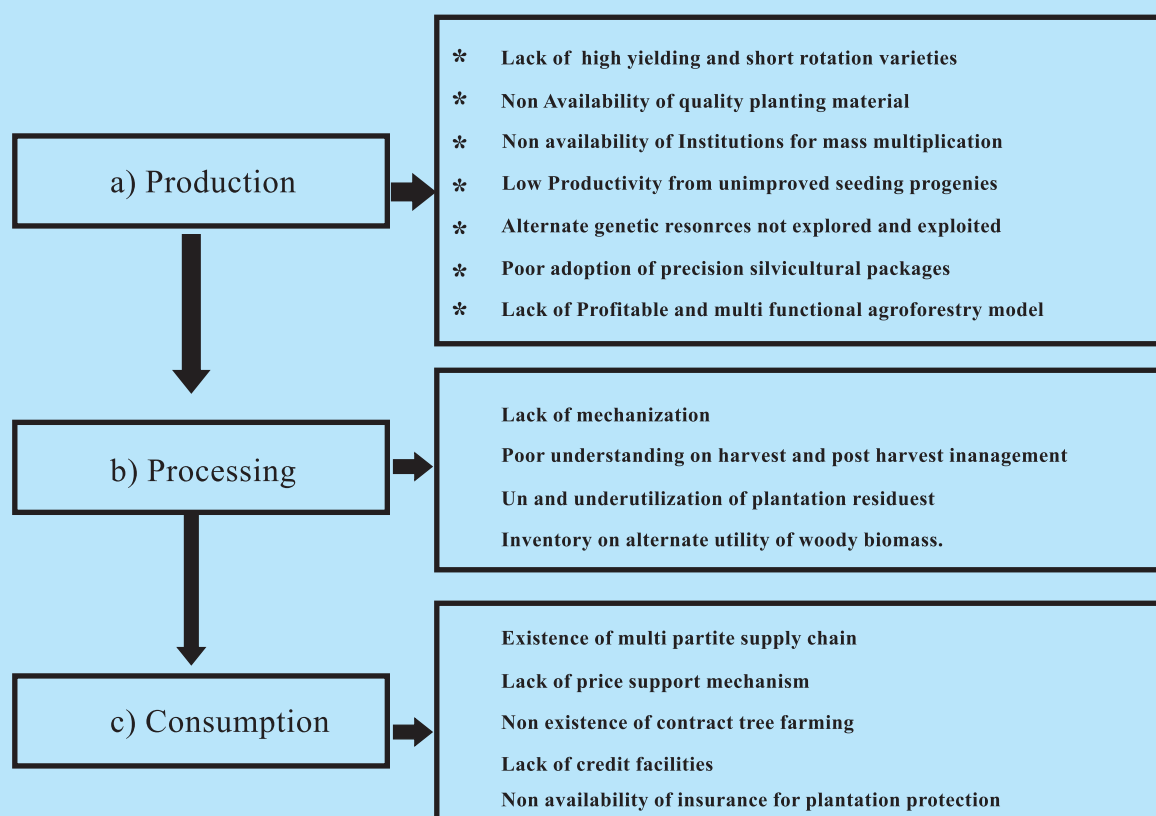 a) Production
* Lack of high yielding and short rotation varieties
* Non Availability of quality planting material
* Non availability of Institutions for mass multiplication
* Low Productivity from unimproved seeding progenies
* Alternate genetic resonrces not explored and exploited
* Poor adoption of precision silvicultural packages
* Lack of Profitable and multi functional agroforestry model
b) Processing
Lack of mechanization
Poor understanding on harvest and post harvest inanagement
Un and underutilization of plantation residuest
Inventory on alternate utility of woody biomass.
c) Consumption
Existence of multi partite supply chain
Lack of price support mechanism
Non existence of contract tree farming
Lack of credit facilities
Non availability of insurance for plantation protection